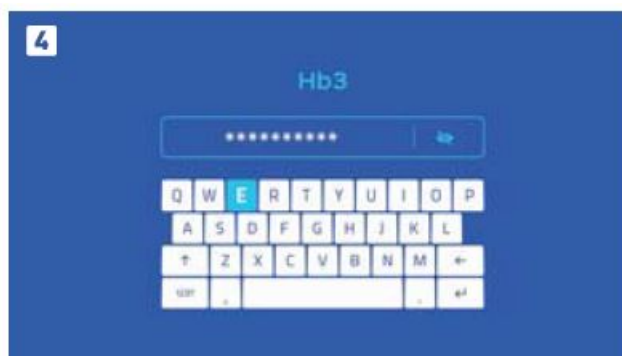 4
Hb3
**********
Q W E R T Y U I O P
A S D F G H J K L
↑ Z X C V B N M ←
, . ↵